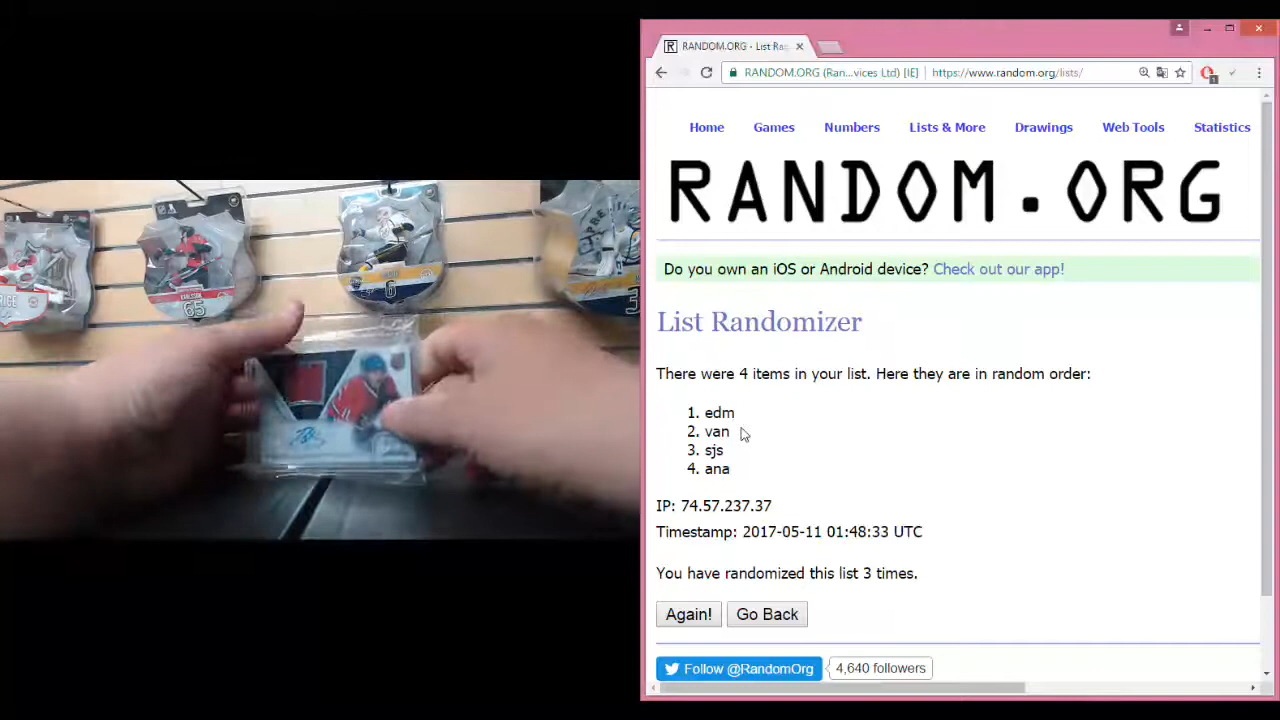 RANDOM.ORG - List Ra
RANDOM.ORG (Ran...vices Ltd) [IE]
https://www.random.org/lists/
Home Games Numbers Lists & More Drawings Web Tools Statistics
RANDOM.ORG
Do you own an iOS or Android device? Check out our app!
List Randomizer
There were 4 items in your list. Here they are in random order:
1. edm
2. van
3. sjs
4. ana
IP: 74.57.237.37
Timestamp: 2017-05-11 01:48:33 UTC
You have randomized this list 3 times.
Again! Go Back
Follow @RandomOrg 4,640 followers
KARLSSON
65
6
3